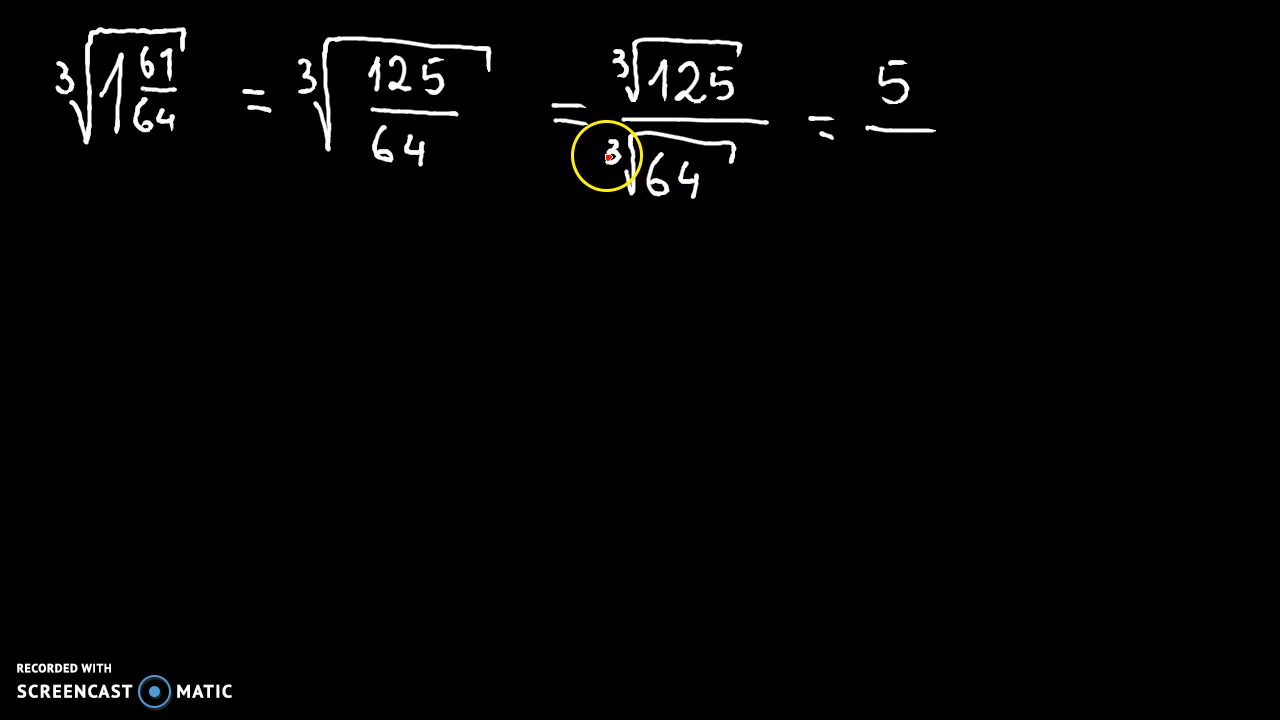 ∛(1 61/64) = ∛(125/64) = ∛125/∛64 = 5/
RECORDED WITH
SCREENCAST MATIC